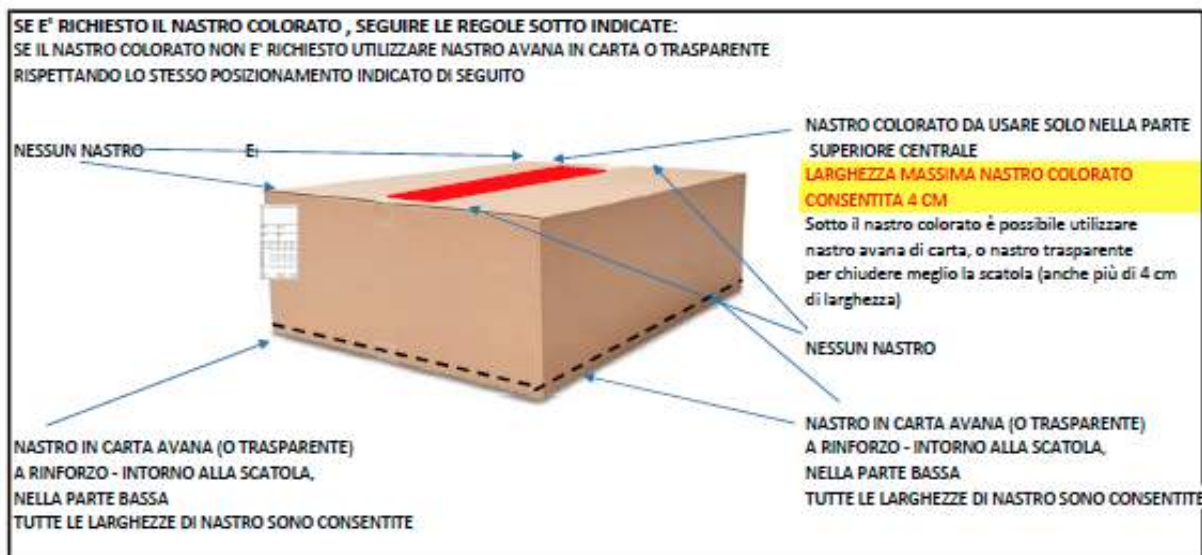 SE E' RICHIESTO IL NASTRO COLORATO , SEGUIRE LE REGOLE SOTTO INDICATE:
SE IL NASTRO COLORATO NON E' RICHIESTO UTILIZZARE NASTRO AVANA IN CARTA O TRASPARENTE
RISPETTANDO LO STESSO POSIZIONAMENTO INDICATO DI SEGUITO
NESSUN NASTRO
E
NASTRO COLORATO DA USARE SOLO NELLA PARTE
SUPERIORE CENTRALE
LARGHEZZA MASSIMA NASTRO COLORATO
CONSENTITA 4 CM
Sotto il nastro colorato è possibile utilizzare
nastro avana di carta, o nastro trasparente
per chiudere meglio la scatola (anche più di 4 cm
di larghezza)
NESSUN NASTRO
NASTRO IN CARTA AVANA (O TRASPARENTE)
A RINFORZO - INTORNO ALLA SCATOLA,
NELLA PARTE BASSA
TUTTE LE LARGHEZZE DI NASTRO SONO CONSENTITE
NASTRO IN CARTA AVANA (O TRASPARENTE)
A RINFORZO - INTORNO ALLA SCATOLA,
NELLA PARTE BASSA
TUTTE LE LARGHEZZE DI NASTRO SONO CONSENTITE